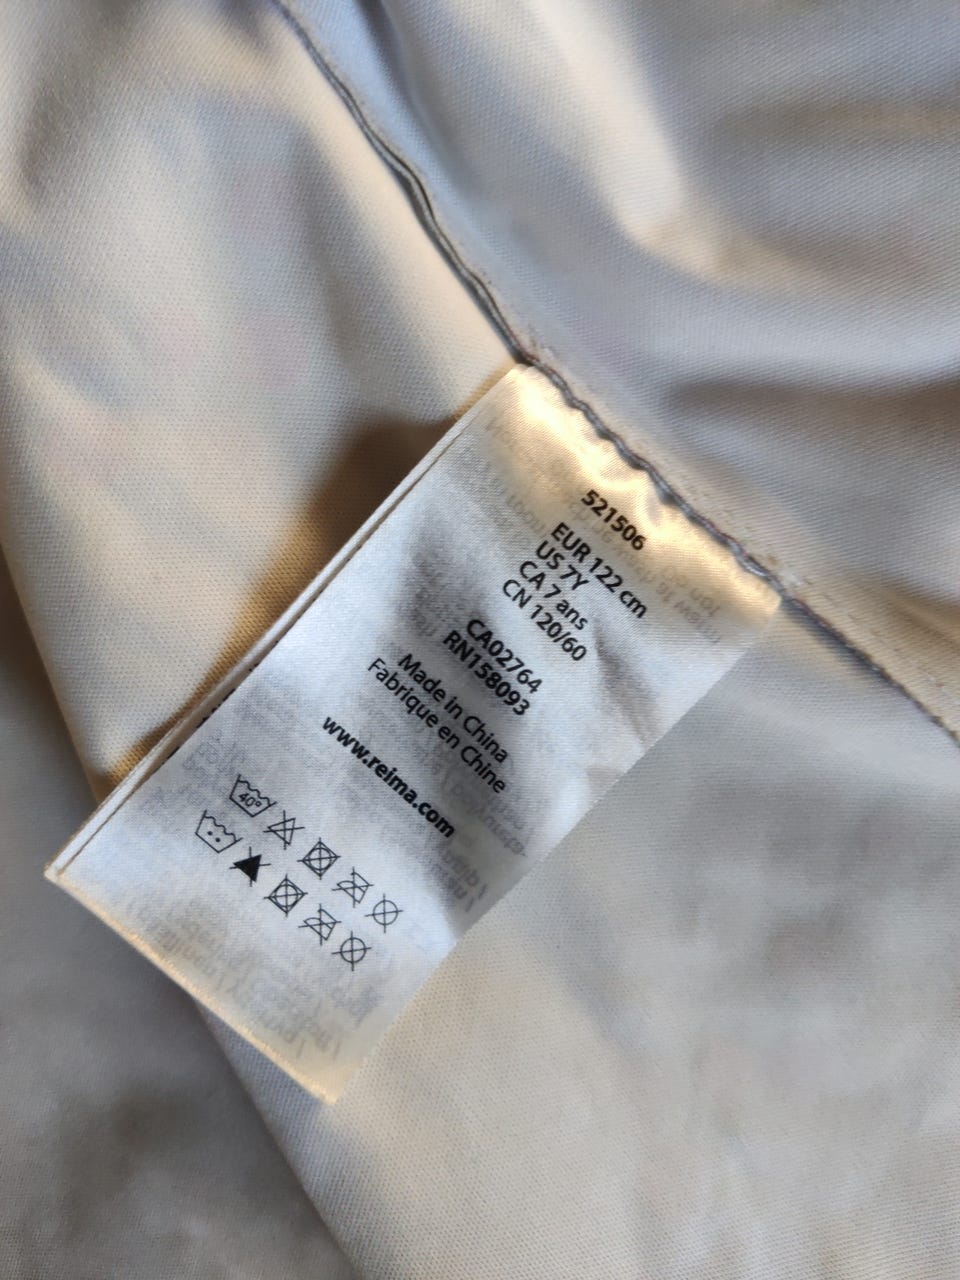 521506
EUR 122 cm
US 7Y
CA 7 ans
CN 120/60
CA02764
RN158093
Made in China
Fabrique en Chine
www.reima.com
40°